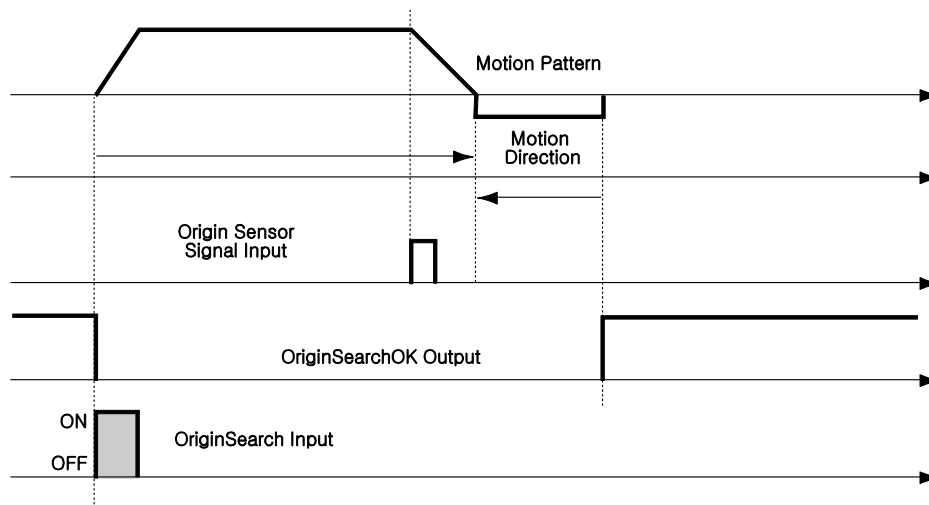 Motion Pattern
Motion
Direction
Origin Sensor
Signal Input
OriginSearchOK Output
ON
OriginSearch Input
OFF